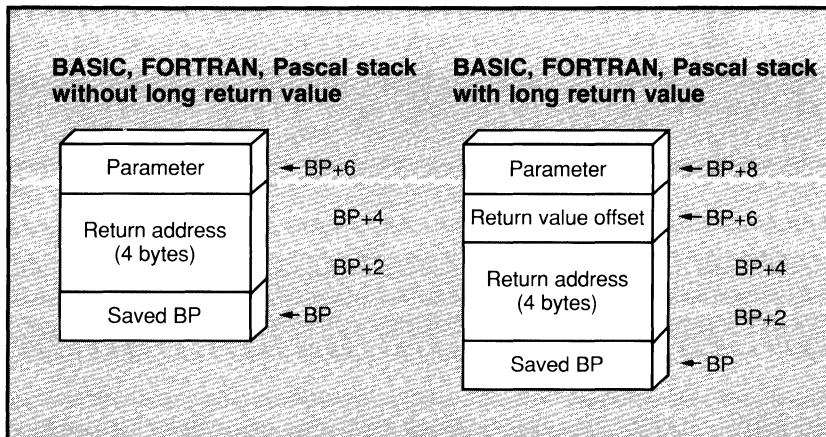 BASIC, FORTRAN, Pascal stack
without long return value
Parameter
BP+6
Return address
(4 bytes)
BP+4
BP+2
Saved BP
BP
BASIC, FORTRAN, Pascal stack
with long return value
Parameter
BP+8
Return value offset
BP+6
Return address
(4 bytes)
BP+4
BP+2
Saved BP
BP